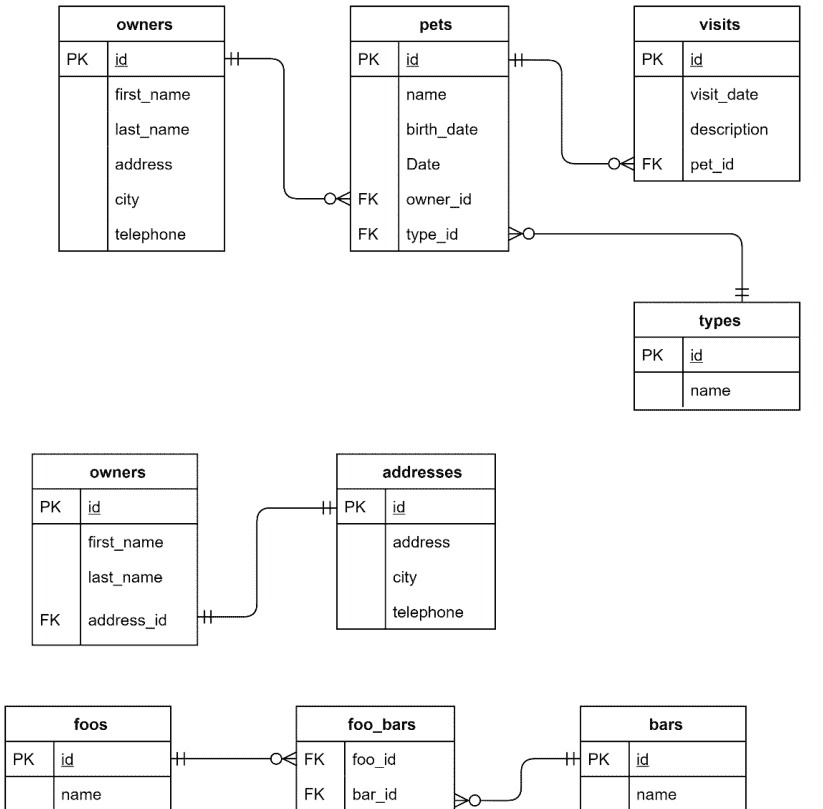 owners
PK id
first_name
last_name
address
city
telephone
pets
PK id
name
birth_date
Date
FK owner_id
FK type_id
visits
PK id
visit_date
description
FK pet_id
types
PK id
name
owners
PK id
first_name
last_name
FK address_id
addresses
PK id
address
city
telephone
foos
PK id
name
foo_bars
FK foo_id
FK bar_id
bars
PK id
name